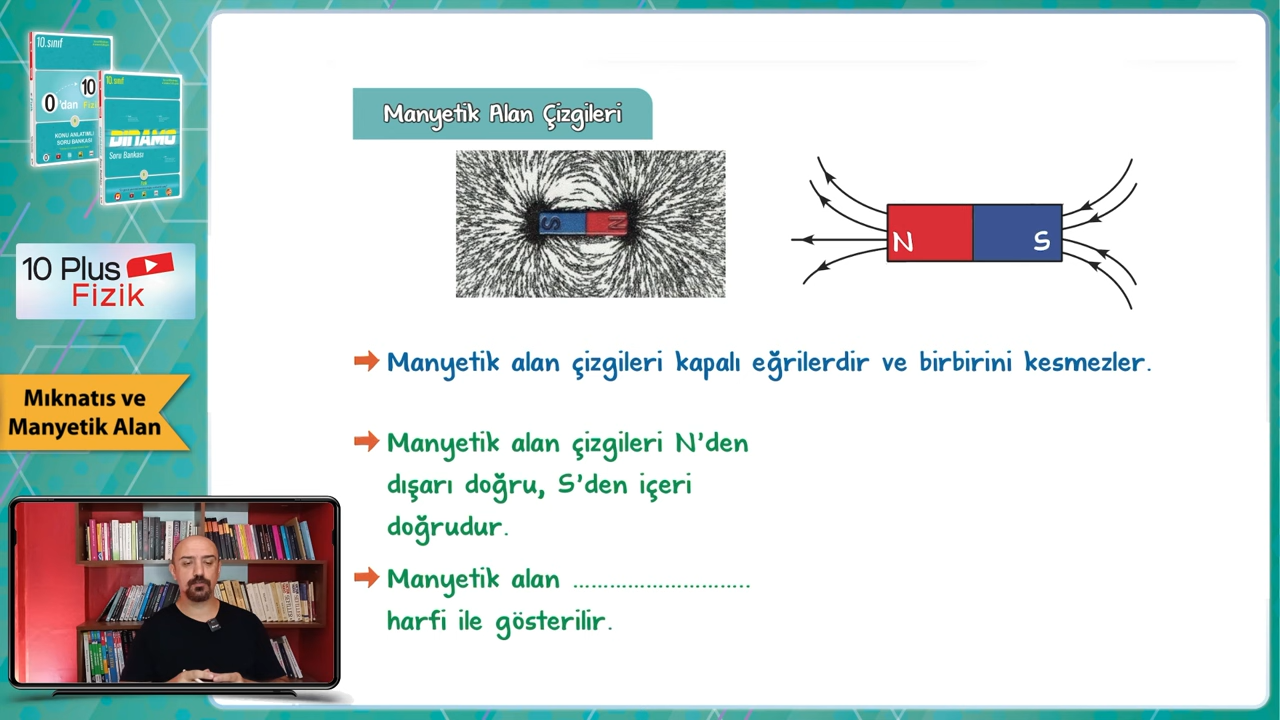 10.sınıf
0'dan 10
Fizik
KONU ANLATIMLI
SORU BANKASI
10.sınıf
DINAMO
Soru Bankası
10 Plus
Fizik
Mıknatıs ve
Manyetik Alan
Manyetik Alan Çizgileri
S N
N S
Manyetik alan çizgileri kapalı eğrilerdir ve birbirini kesmezler.
Manyetik alan çizgileri N'den
dışarı doğru, S'den içeri
doğrudur.
Manyetik alan ..............................
harfi ile gösterilir.